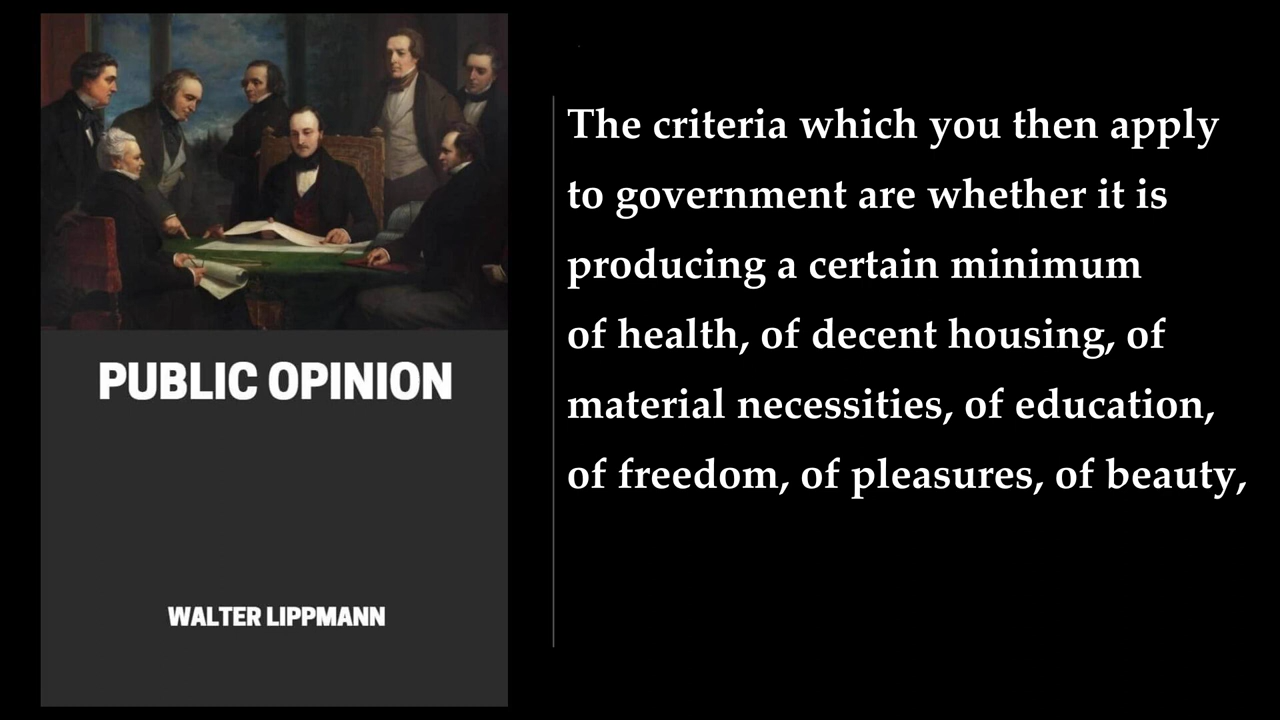 PUBLIC OPINION
WALTER LIPPMANN
The criteria which you then apply
to government are whether it is
producing a certain minimum
of health, of decent housing, of
material necessities, of education,
of freedom, of pleasures, of beauty,